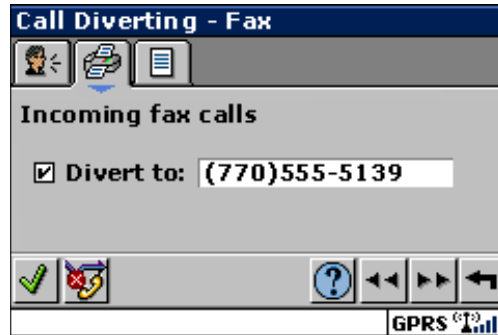 Call Diverting - Fax
Incoming fax calls
Divert to: (770)555-5139
?
GPRS